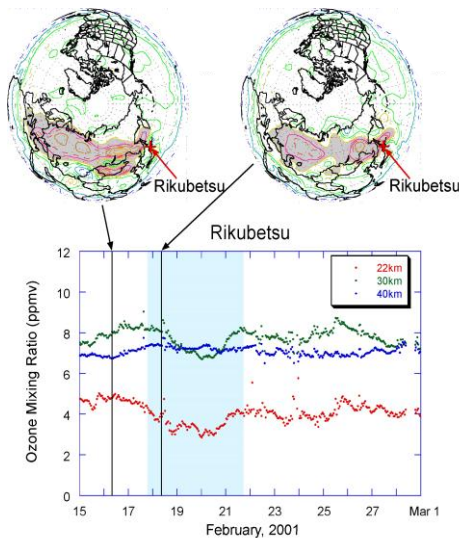 Rikubetsu
Rikubetsu
Rikubetsu
12
10
8
6
4
2
0
Ozone Mixing Ratio (ppmv)
22km
30km
40km
15 17 19 21 23 25 27 Mar 1
February, 2001